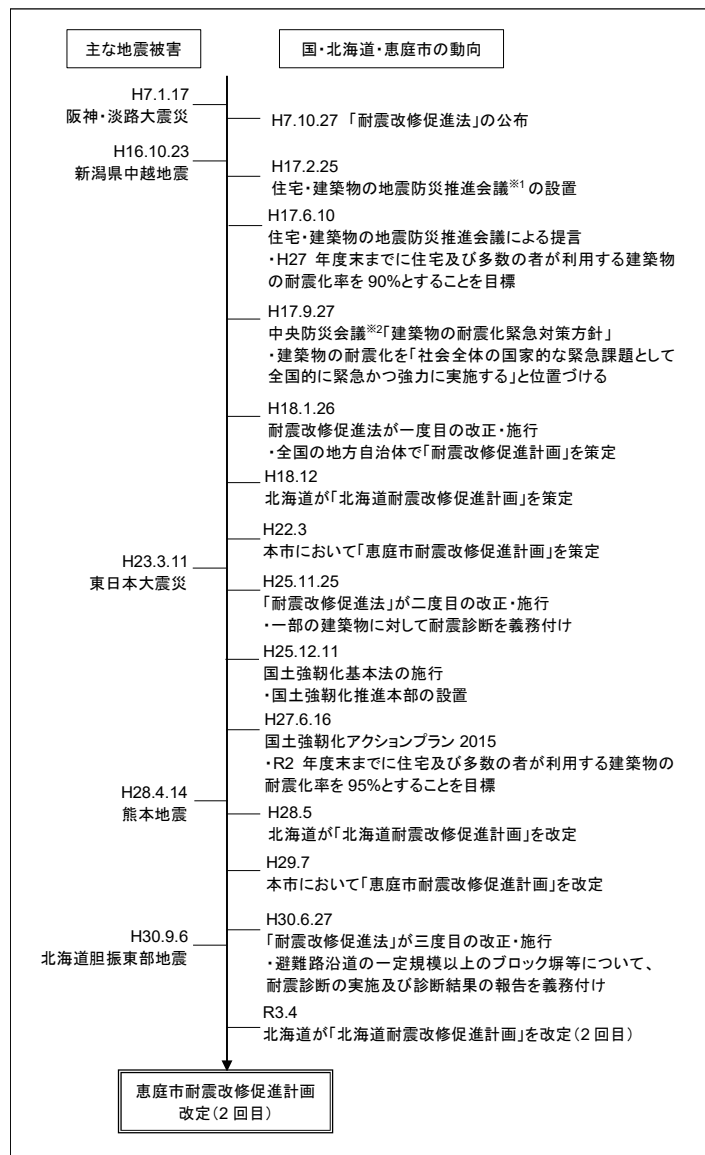 主な地震被害
国・北海道・恵庭市の動向
H7.1.17
阪神・淡路大震災
H7.10.27 「耐震改修促進法」の公布
H16.10.23
新潟県中越地震
H17.2.25
住宅・建築物の地震防災推進会議※1の設置
H17.6.10
住宅・建築物の地震防災推進会議による提言
・H27 年度末までに住宅及び多数の者が利用する建築物
の耐震化率を 90%とすることを目標
H17.9.27
中央防災会議※2「建築物の耐震化緊急対策方針」
・建築物の耐震化を「社会全体の国家的な緊急課題として
全国的に緊急かつ強力に実施する」と位置づける
H18.1.26
耐震改修促進法が一度目の改正・施行
・全国の地方自治体で「耐震改修促進計画」を策定
H18.12
北海道が「北海道耐震改修促進計画」を策定
H22.3
本市において「恵庭市耐震改修促進計画」を策定
H23.3.11
東日本大震災
H25.11.25
「耐震改修促進法」が二度目の改正・施行
・一部の建築物に対して耐震診断を義務付け
H25.12.11
国土強靭化基本法の施行
・国土強靭化推進本部の設置
H27.6.16
国土強靭化アクションプラン 2015
・R2 年度末までに住宅及び多数の者が利用する建築物の
耐震化率を 95%とすることを目標
H28.4.14
熊本地震
H28.5
北海道が「北海道耐震改修促進計画」を改定
H29.7
本市において「恵庭市耐震改修促進計画」を改定
H30.6.27
「耐震改修促進法」が三度目の改正・施行
・避難路沿道の一定規模以上のブロック塀等について、
耐震診断の実施及び診断結果の報告を義務付け
H30.9.6
北海道胆振東部地震
R3.4
北海道が「北海道耐震改修促進計画」を改定(2 回目)
恵庭市耐震改修促進計画
改定(2 回目)